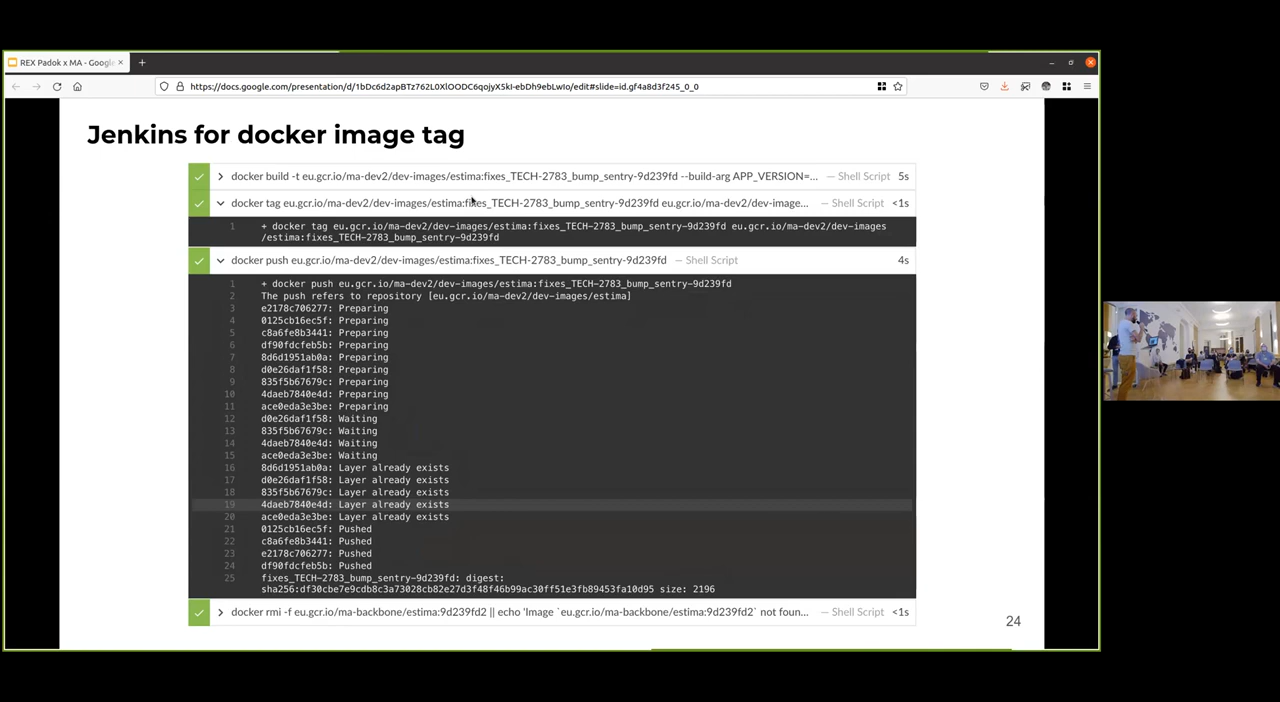 REX Padok x MA - Google
https://docs.google.com/presentation/d/1bDc6d2apBTz762L0XlOODC6qojyX5kI-ebDh9ebLwIo/edit#slide=id.gf4a8d3f245_0_0
Jenkins for docker image tag
docker build -t eu.gcr.io/ma-dev2/dev-images/estima:fixes_TECH-2783_bump_sentry-9d239fd --build-arg APP_VERSION=... — Shell Script 5s
docker tag eu.gcr.io/ma-dev2/dev-images/estima:fixes_TECH-2783_bump_sentry-9d239fd eu.gcr.io/ma-dev2/dev-image... — Shell Script <1s
1 + docker tag eu.gcr.io/ma-dev2/dev-images/estima:fixes_TECH-2783_bump_sentry-9d239fd eu.gcr.io/ma-dev2/dev-images
/estima:fixes_TECH-2783_bump_sentry-9d239fd
docker push eu.gcr.io/ma-dev2/dev-images/estima:fixes_TECH-2783_bump_sentry-9d239fd — Shell Script 4s
1 + docker push eu.gcr.io/ma-dev2/dev-images/estima:fixes_TECH-2783_bump_sentry-9d239fd
2 The push refers to repository [eu.gcr.io/ma-dev2/dev-images/estima]
3 e2178c706277: Preparing
4 0125cb16ec5f: Preparing
5 c8a6fe8b3441: Preparing
6 df90fdcfeb5b: Preparing
7 8d6d1951ab0a: Preparing
8 d0e26daf1f58: Preparing
9 835f5b67679c: Preparing
10 4daeb7840e4d: Preparing
11 ace0eda3e3be: Preparing
12 d0e26daf1f58: Waiting
13 835f5b67679c: Waiting
14 4daeb7840e4d: Waiting
15 ace0eda3e3be: Waiting
16 8d6d1951ab0a: Layer already exists
17 d0e26daf1f58: Layer already exists
18 835f5b67679c: Layer already exists
19 4daeb7840e4d: Layer already exists
20 ace0eda3e3be: Layer already exists
21 0125cb16ec5f: Pushed
22 c8a6fe8b3441: Pushed
23 e2178c706277: Pushed
24 df90fdcfeb5b: Pushed
25 fixes_TECH-2783_bump_sentry-9d239fd: digest:
sha256:df30cbe7e9cdb8c3a73028cb82e27d3f48f46b99ac30ff51e3fb89453fa10d95 size: 2196
docker rmi -f eu.gcr.io/ma-backbone/estima:9d239fd2 || echo 'Image `eu.gcr.io/ma-backbone/estima:9d239fd2` not foun... — Shell Script <1s
24